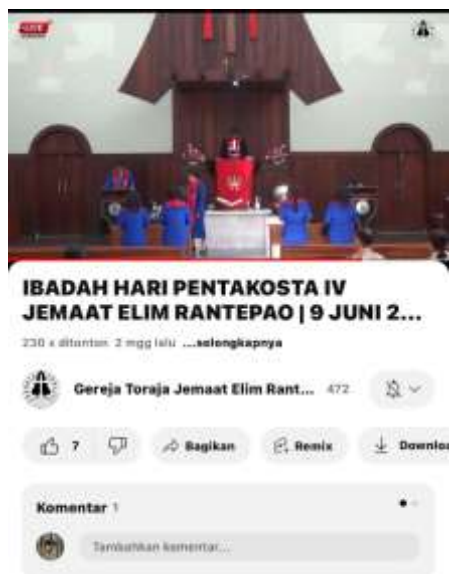 LIVE
IBADAH HARI PENTAKOSTA IV
JEMAAT ELIM RANTEPAO | 9 JUNI 2...
230 x ditonton 2 mgg lalu ...selengkapnya
Gereja Toraja Jemaat Elim Rant... 472
7 Bagikan Remix Downloa
Komentar 1
Tambahkan komentar...